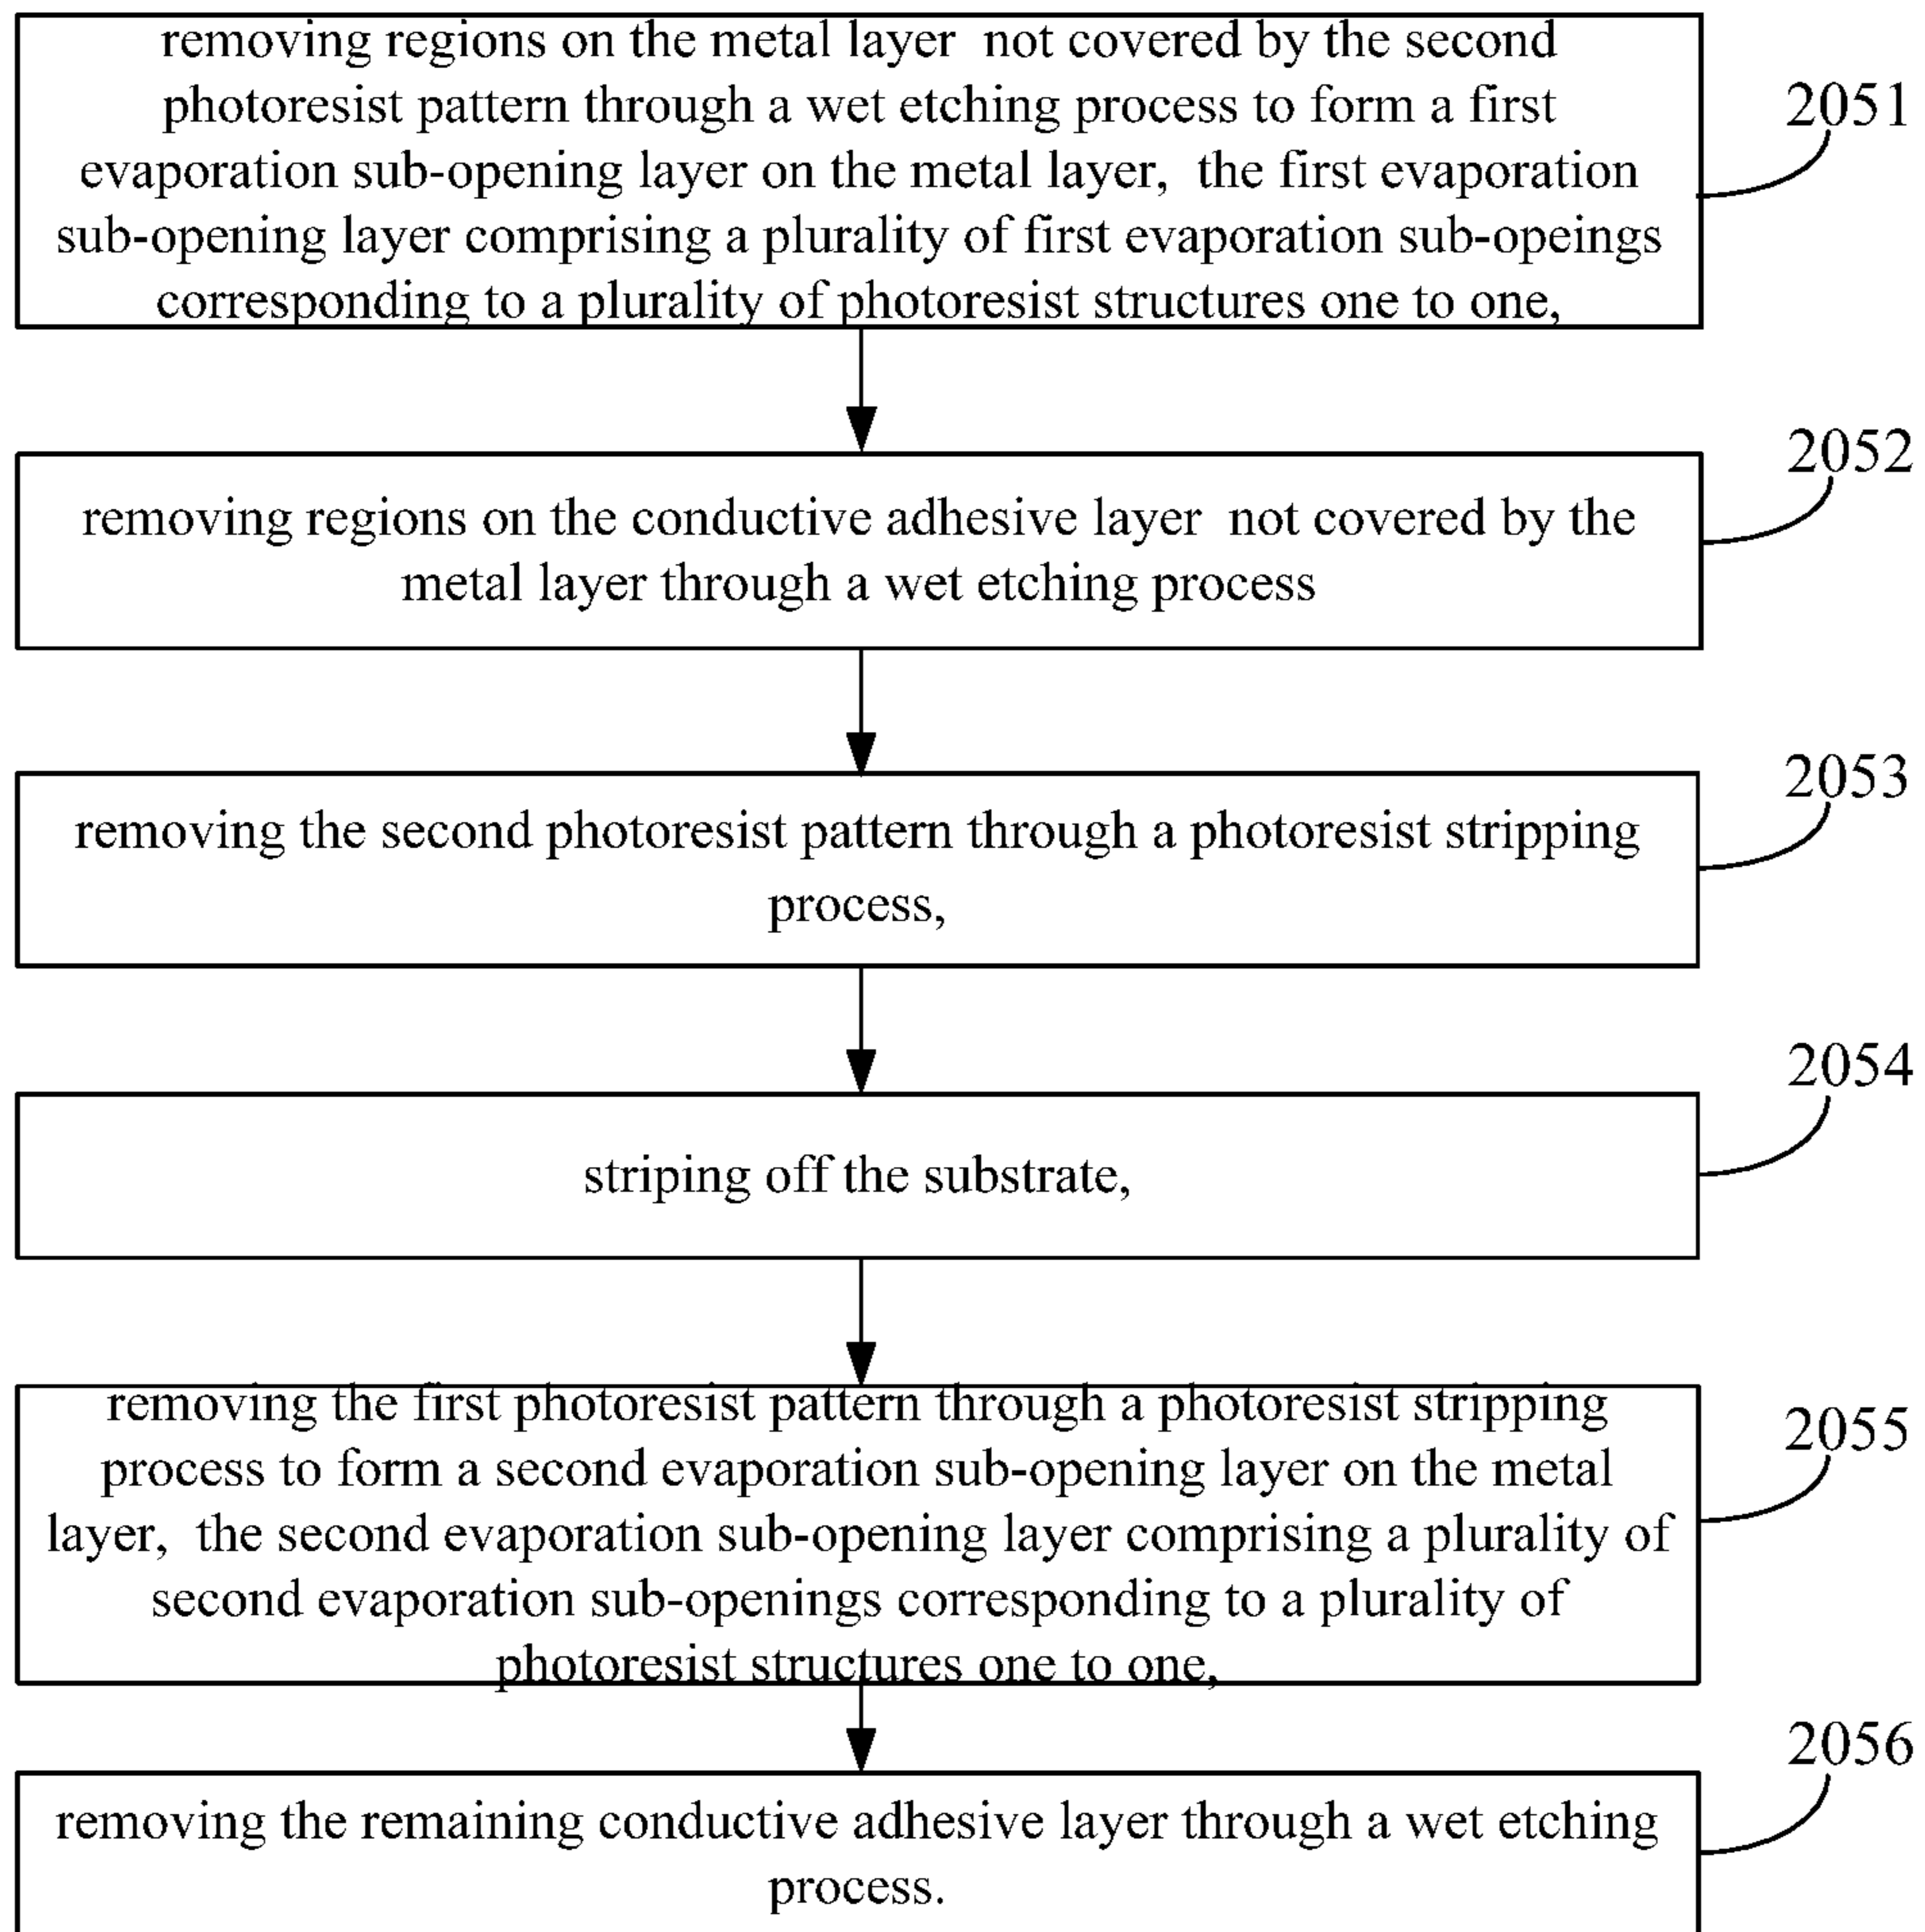 removing regions on the metal layer not covered by the second
photoresist pattern through a wet etching process to form a first
evaporation sub-opening layer on the metal layer, the first evaporation
sub-opening layer comprising a plurality of first evaporation sub-opeings
corresponding to a plurality of photoresist structures one to one,
2051
removing regions on the conductive adhesive layer not covered by the
metal layer through a wet etching process
2052
removing the second photoresist pattern through a photoresist stripping
process,
2053
striping off the substrate,
2054
removing the first photoresist pattern through a photoresist stripping
process to form a second evaporation sub-opening layer on the metal
layer, the second evaporation sub-opening layer comprising a plurality of
second evaporation sub-openings corresponding to a plurality of
photoresist structures one to one,
2055
removing the remaining conductive adhesive layer through a wet etching
process.
2056